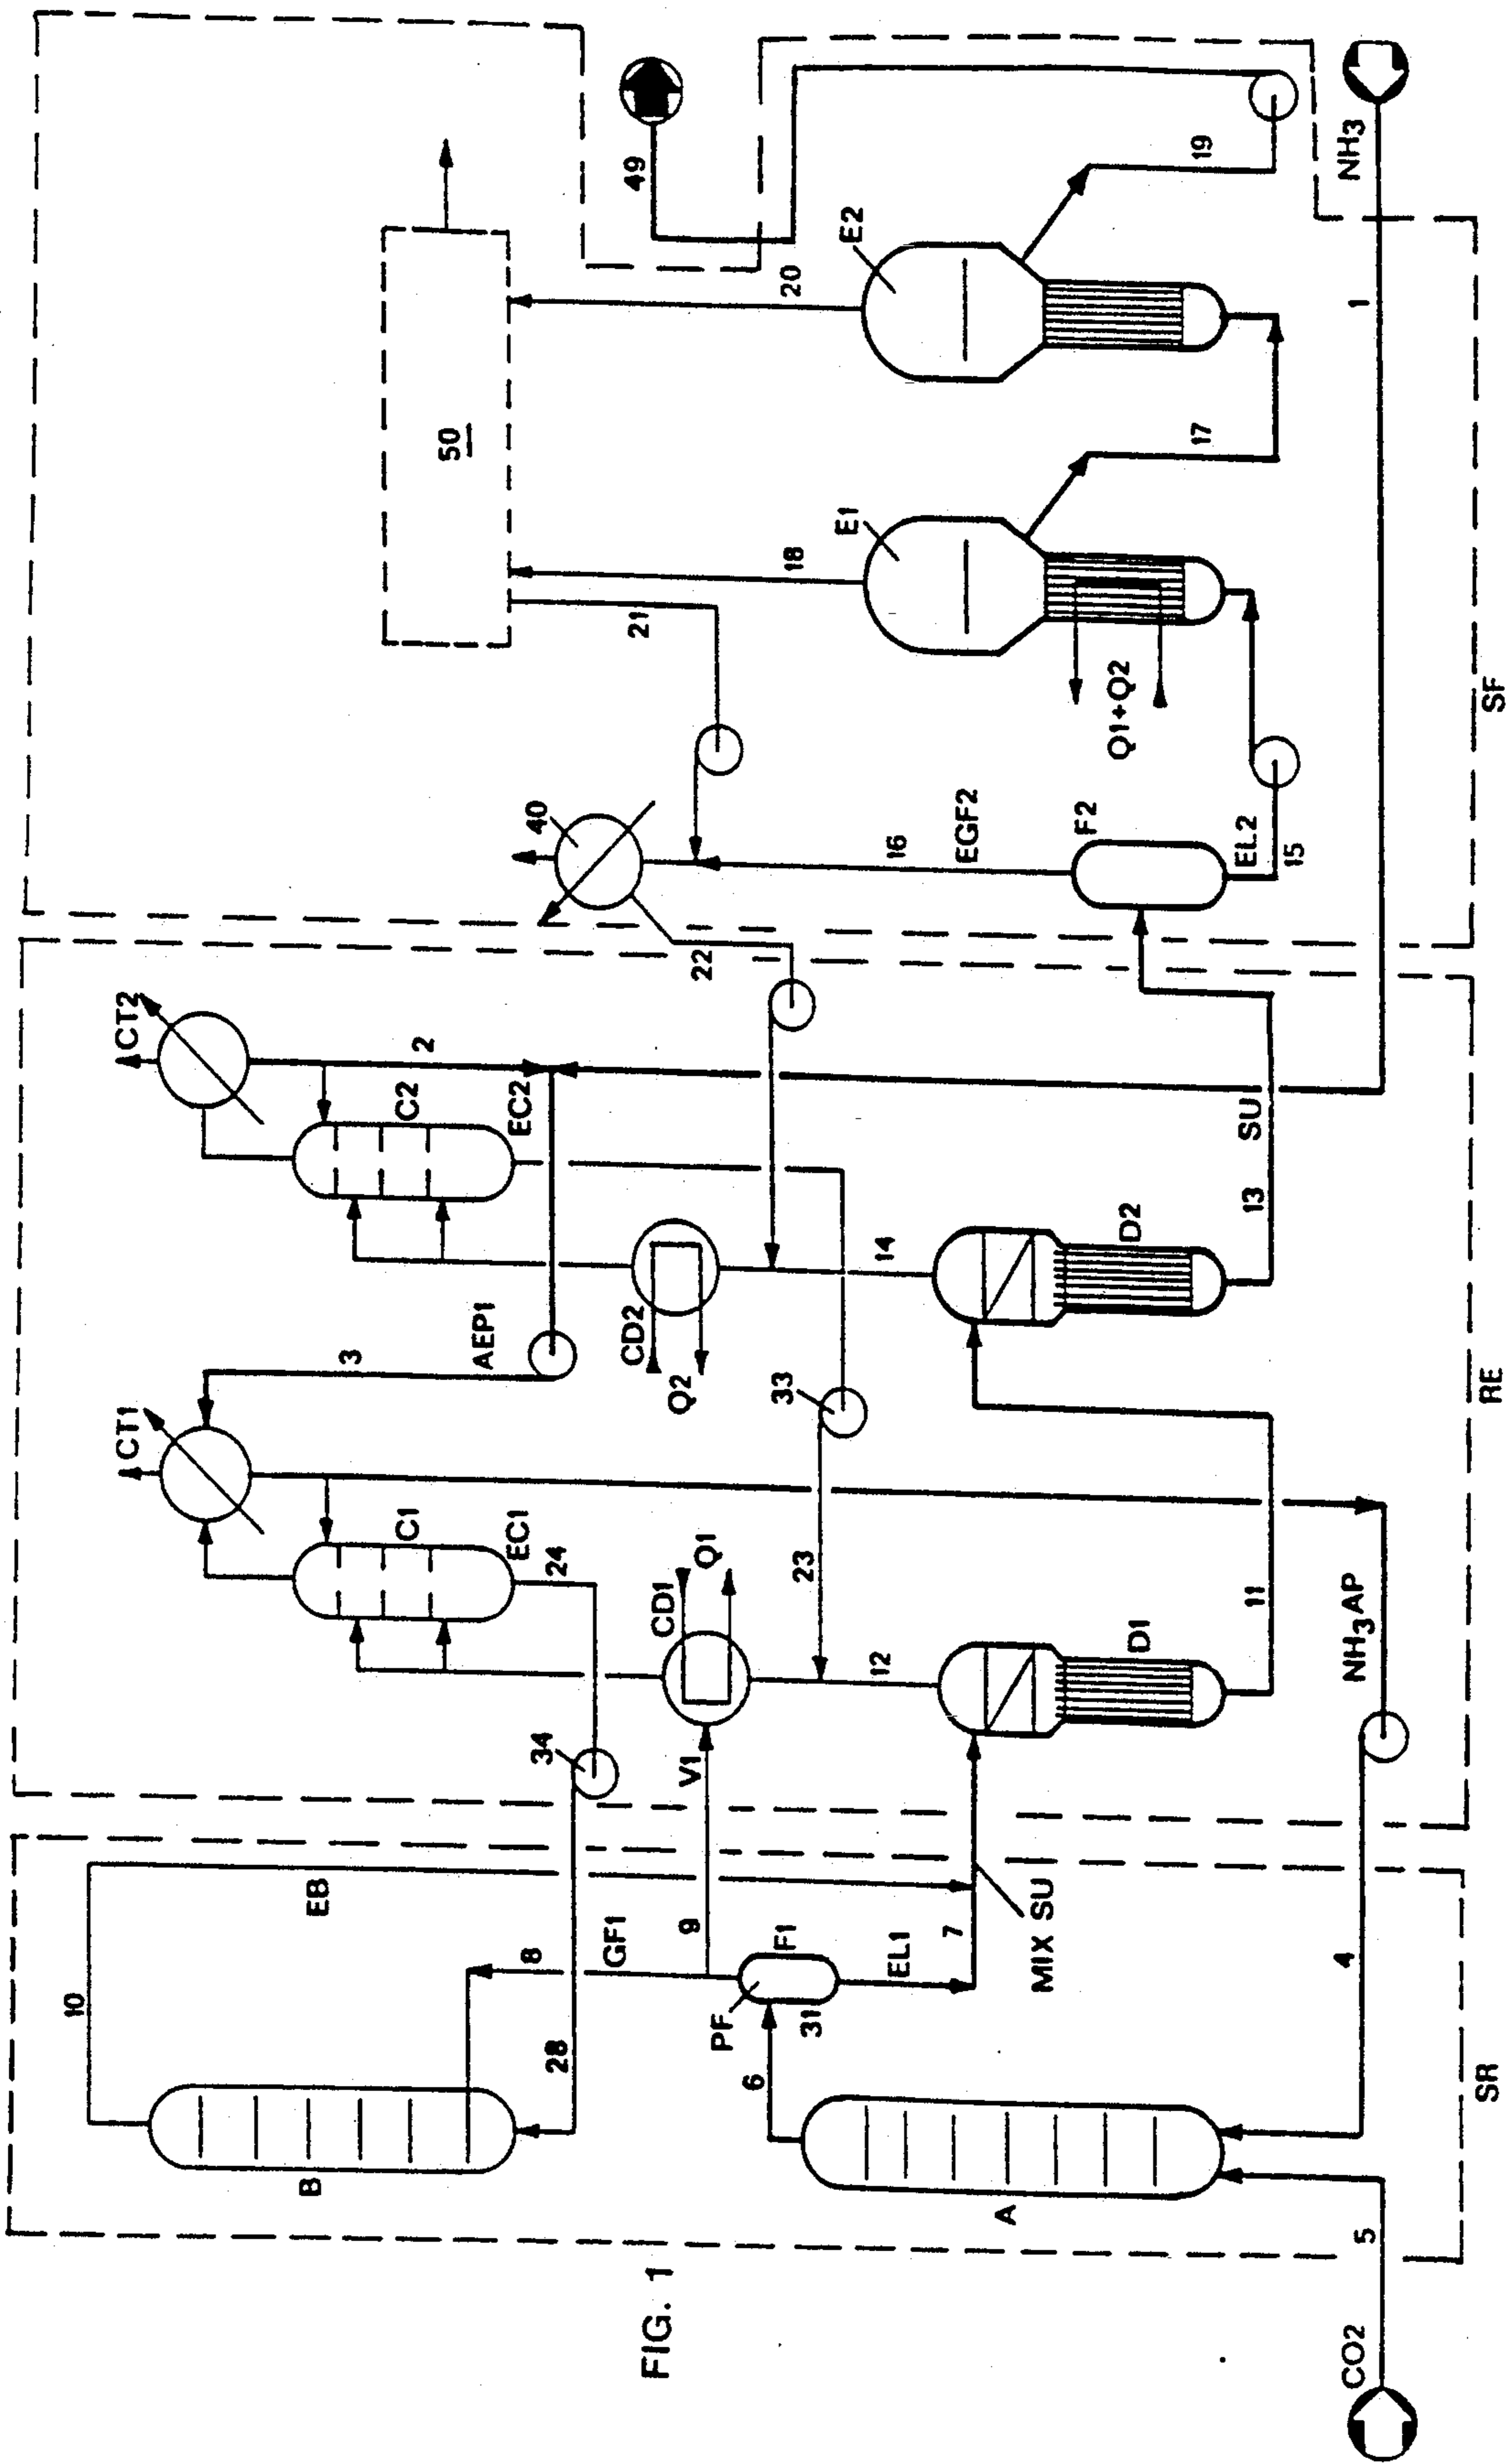 FIG. 1
CO2
5
A
B
10
EB
28
8
GF1
9
PF
F1
31
6
EL1
7
MIX SU
4
SR
CT1
3
C1
EC1
24
34
CD1
Q1
V1
23
12
D1
11
NH3AP
CT2
2
C2
EC2
AEP1
CD2
Q2
33
14
D2
13
SU
22
RE
40
21
16
EGF2
F2
EL2
15
50
18
E1
Q1+Q2
17
20
E2
19
49
NH3
1
SF